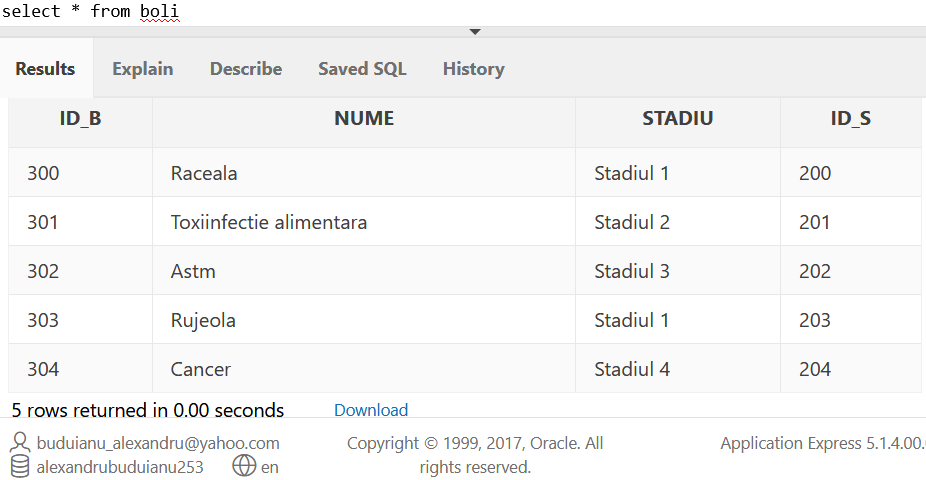 select * from boli
Results Explain Describe Saved SQL History
ID_B NUME STADIU ID_S
300 Raceala Stadiul 1 200
301 Toxiinfectie alimentara Stadiul 2 201
302 Astm Stadiul 3 202
303 Rujeola Stadiul 1 203
304 Cancer Stadiul 4 204
5 rows returned in 0.00 seconds Download
buduianu_alexandru@yahoo.com Copyright © 1999, 2017, Oracle. All Application Express 5.1.4.00.
alexandrubuduianu253 en rights reserved.